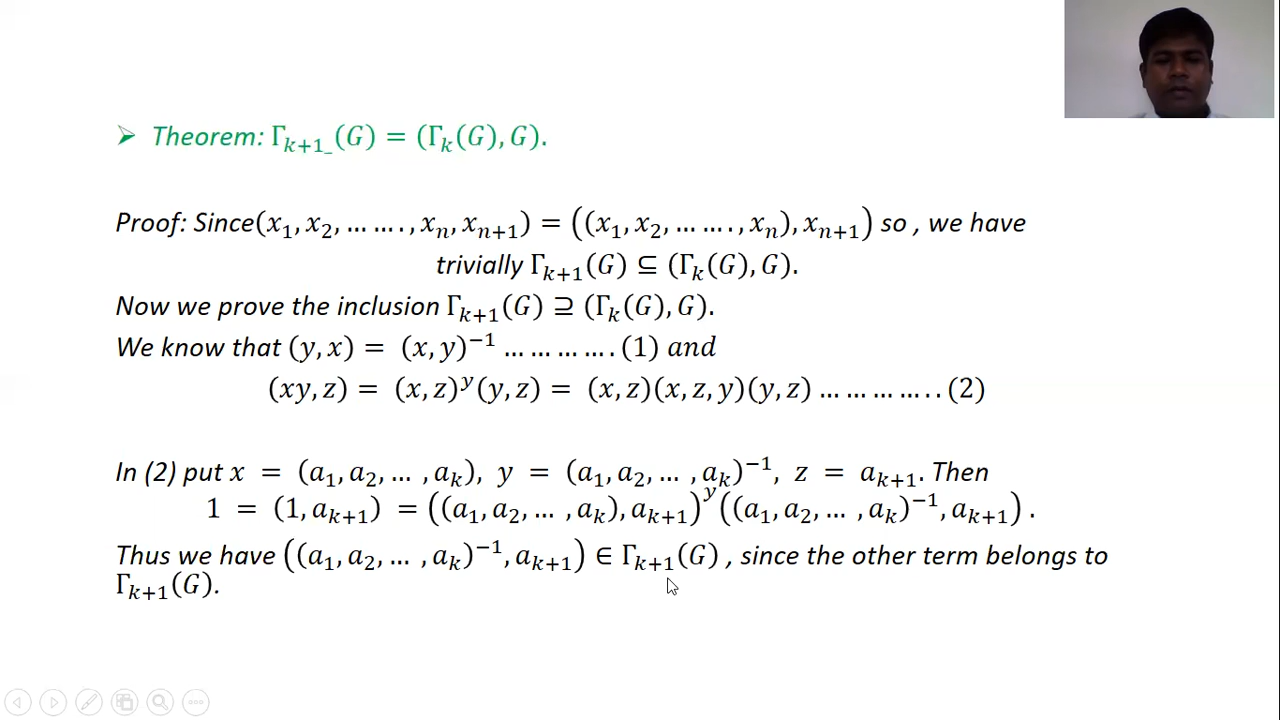 ➢ Theorem: Γₖ₊₁_(G) = (Γₖ(G), G).
Proof: Since(x₁, x₂, … … . , xₙ, xₙ₊₁) = ((x₁, x₂, … … . , xₙ), xₙ₊₁) so , we have
trivially Γₖ₊₁(G) ⊆ (Γₖ(G), G).
Now we prove the inclusion Γₖ₊₁(G) ⊇ (Γₖ(G), G).
We know that (y, x) = (x, y)⁻¹ … … … … . (1) and
(xy, z) = (x, z)ʸ(y, z) = (x, z)(x, z, y)(y, z) … … … … . . (2)
In (2) put x = (a₁, a₂, … , aₖ), y = (a₁, a₂, … , aₖ)⁻¹, z = aₖ₊₁. Then
1 = (1, aₖ₊₁) = ((a₁, a₂, … , aₖ), aₖ₊₁)ʸ((a₁, a₂, … , aₖ)⁻¹, aₖ₊₁) .
Thus we have ((a₁, a₂, … , aₖ)⁻¹, aₖ₊₁) ∈ Γₖ₊₁(G) , since the other term belongs to
Γₖ₊₁(G).